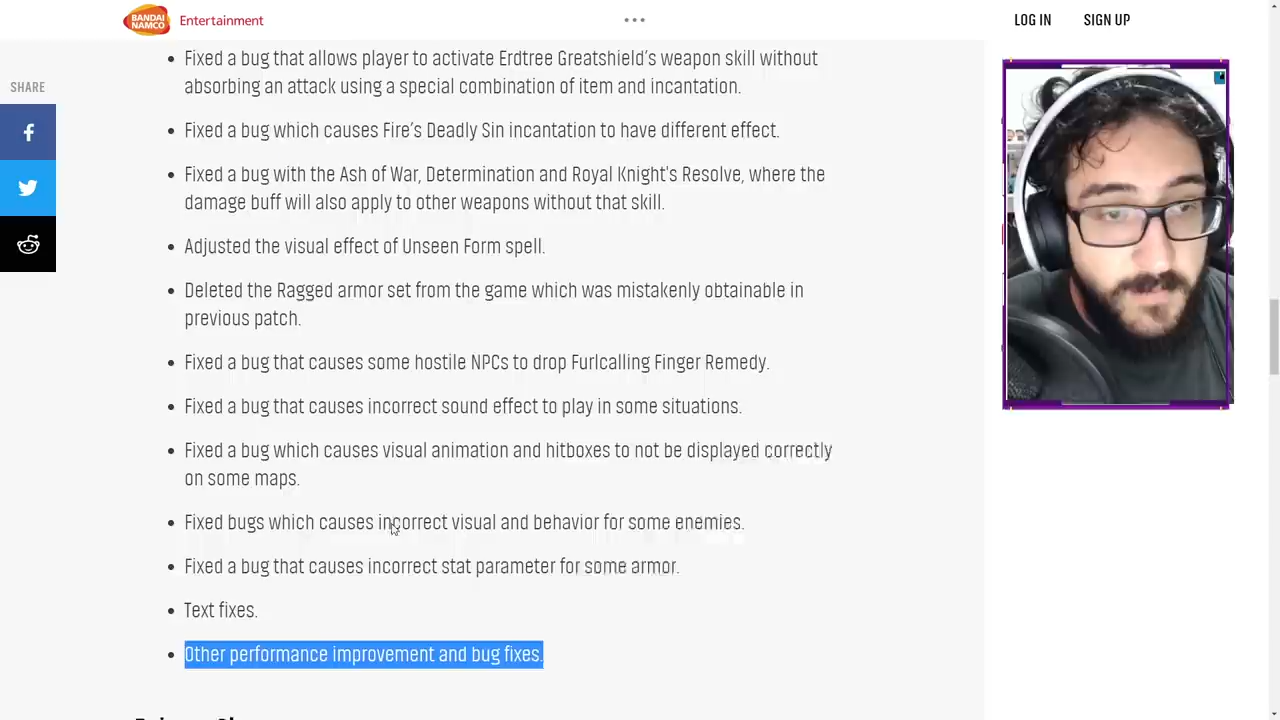 BANDAI
NAMCO
Entertainment
LOG IN
SIGN UP
SHARE
• Fixed a bug that allows player to activate Erdtree Greatshield’s weapon skill without
absorbing an attack using a special combination of item and incantation.
• Fixed a bug which causes Fire’s Deadly Sin incantation to have different effect.
• Fixed a bug with the Ash of War, Determination and Royal Knight's Resolve, where the
damage buff will also apply to other weapons without that skill.
• Adjusted the visual effect of Unseen Form spell.
• Deleted the Ragged armor set from the game which was mistakenly obtainable in
previous patch.
• Fixed a bug that causes some hostile NPCs to drop Furlcalling Finger Remedy.
• Fixed a bug that causes incorrect sound effect to play in some situations.
• Fixed a bug which causes visual animation and hitboxes to not be displayed correctly
on some maps.
• Fixed bugs which causes incorrect visual and behavior for some enemies.
• Fixed a bug that causes incorrect stat parameter for some armor.
• Text fixes.
• Other performance improvement and bug fixes.